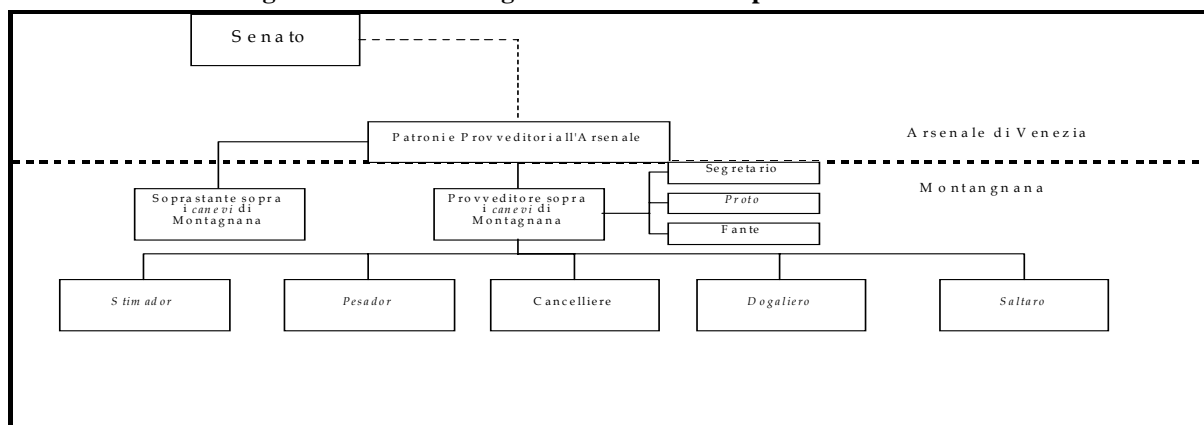 Senato
Patroni e Provveditori all'Arsenale
Arsenale di Venezia
Montangnana
Segretario
Soprastante sopra
i canevi di
Montagnana
Provveditore sopra
i canevi di
Montagnana
Proto
Fante
Stimador
Pesador
Cancelliere
Dogaliero
Saltaro